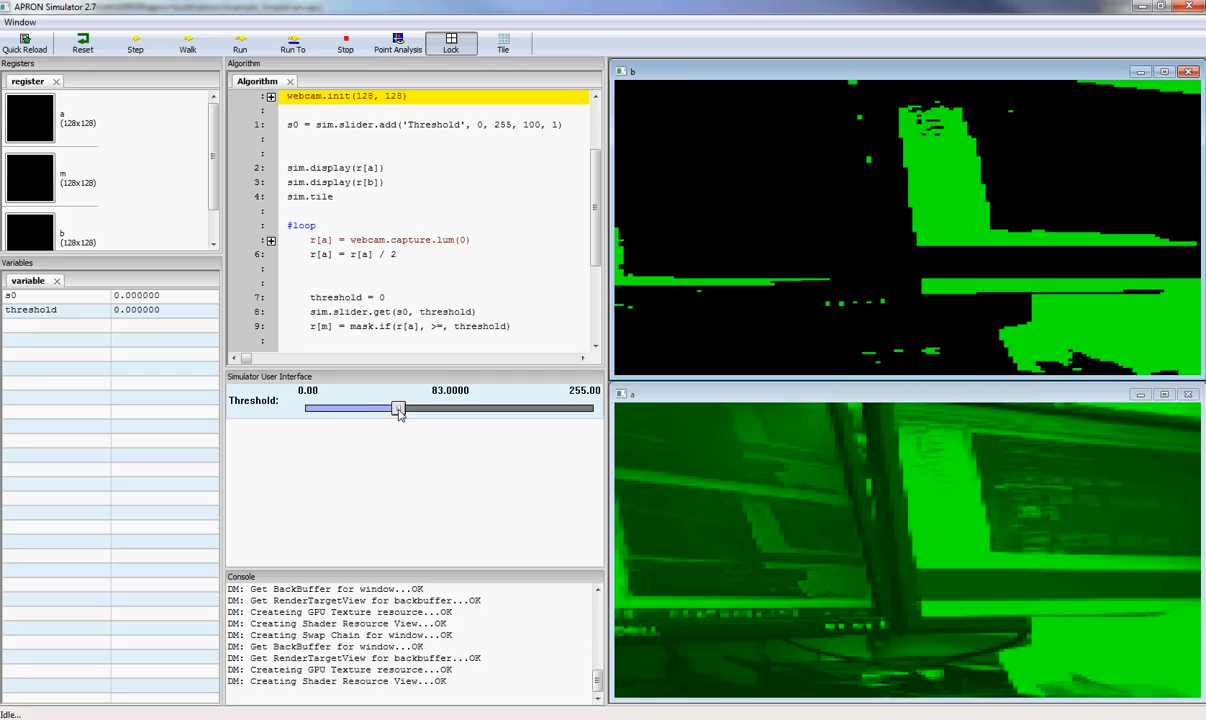 APRON Simulator 2.7
Window
Quick Reload
Reset
Step
Walk
Run
Run To
Stop
Point Analysis
Lock
Tile
Registers
register
a
(128x128)
m
(128x128)
b
(128x128)
Variables
variable
s0 0.000000
threshold 0.000000
Algorithm
Algorithm
: webcam.init(128, 128)
:
1: s0 = sim.slider.add('Threshold', 0, 255, 100, 1)
:
:
2: sim.display(r[a])
3: sim.display(r[b])
4: sim.tile
:
: #loop
: r[a] = webcam.capture.lum(0)
6: r[a] = r[a] / 2
:
:
7: threshold = 0
8: sim.slider.get(s0, threshold)
9: r[m] = mask.if(r[a], >=, threshold)
:
Simulator User Interface
0.00 83.0000 255.00
Threshold:
Console
DM: Get BackBuffer for window...OK
DM: Get RenderTargetView for backbuffer...OK
DM: Createing GPU Texture resource...OK
DM: Creating Shader Resource View...OK
DM: Creating Swap Chain for window...OK
DM: Get BackBuffer for window...OK
DM: Get RenderTargetView for backbuffer...OK
DM: Createing GPU Texture resource...OK
DM: Creating Shader Resource View...OK
b
a
Idle...